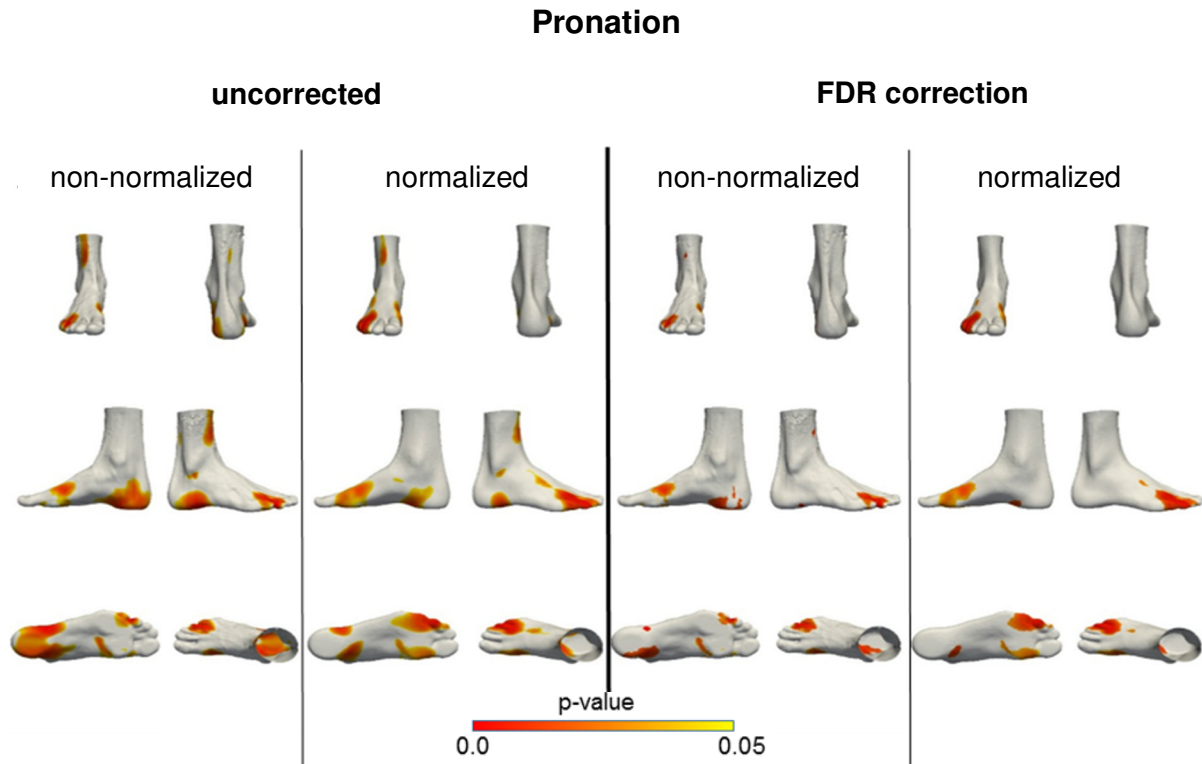 Pronation
uncorrected
FDR correction
non-normalized
normalized
non-normalized
normalized
p-value
0.0
0.05